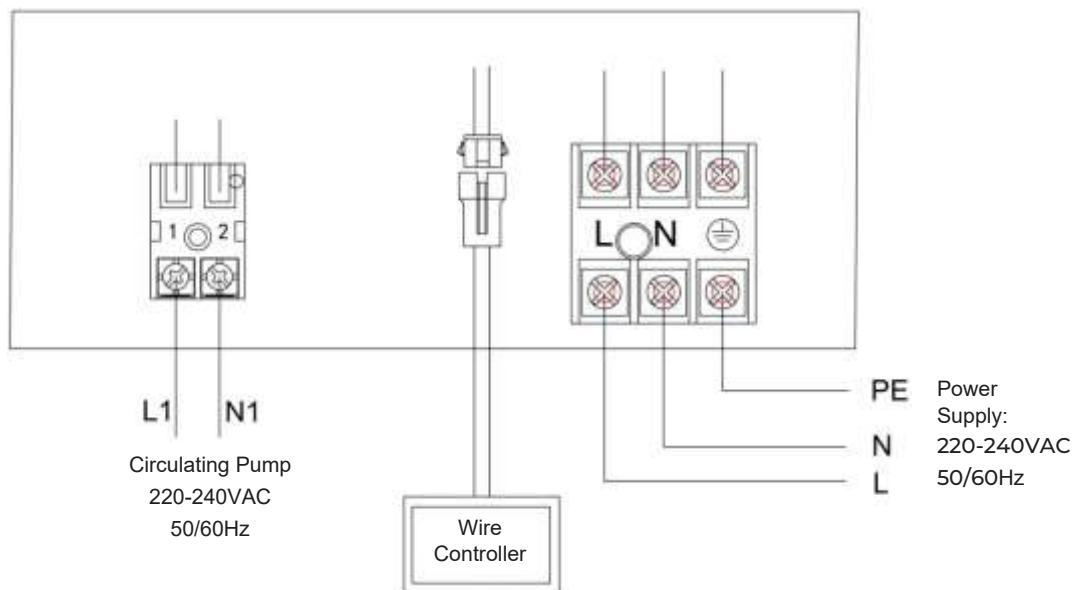 1 2
L N
L1 N1
Circulating Pump
220-240VAC
50/60Hz
Wire
Controller
PE
N
L
Power
Supply:
220-240VAC
50/60Hz